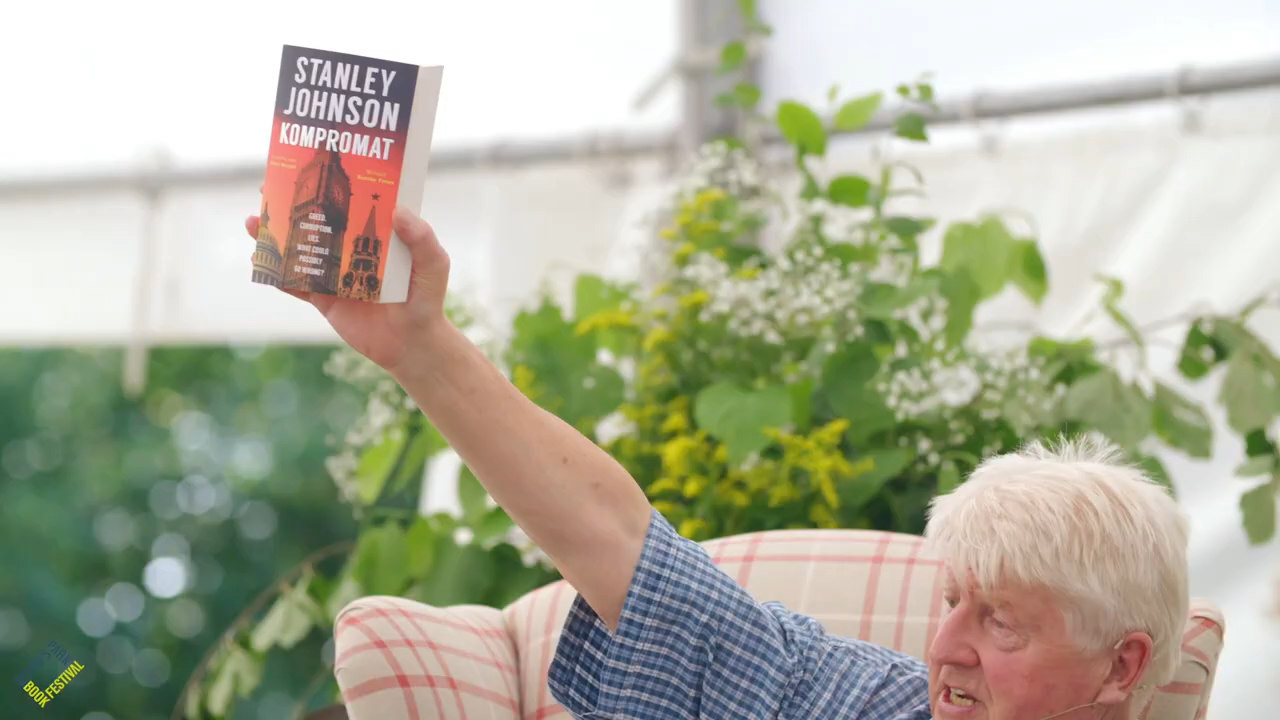 STANLEY
JOHNSON
KOMPROMAT
GREED.
CORRUPTION.
LIES.
WHAT COULD
POSSIBLY
GO WRONG?
BOOK FESTIVAL